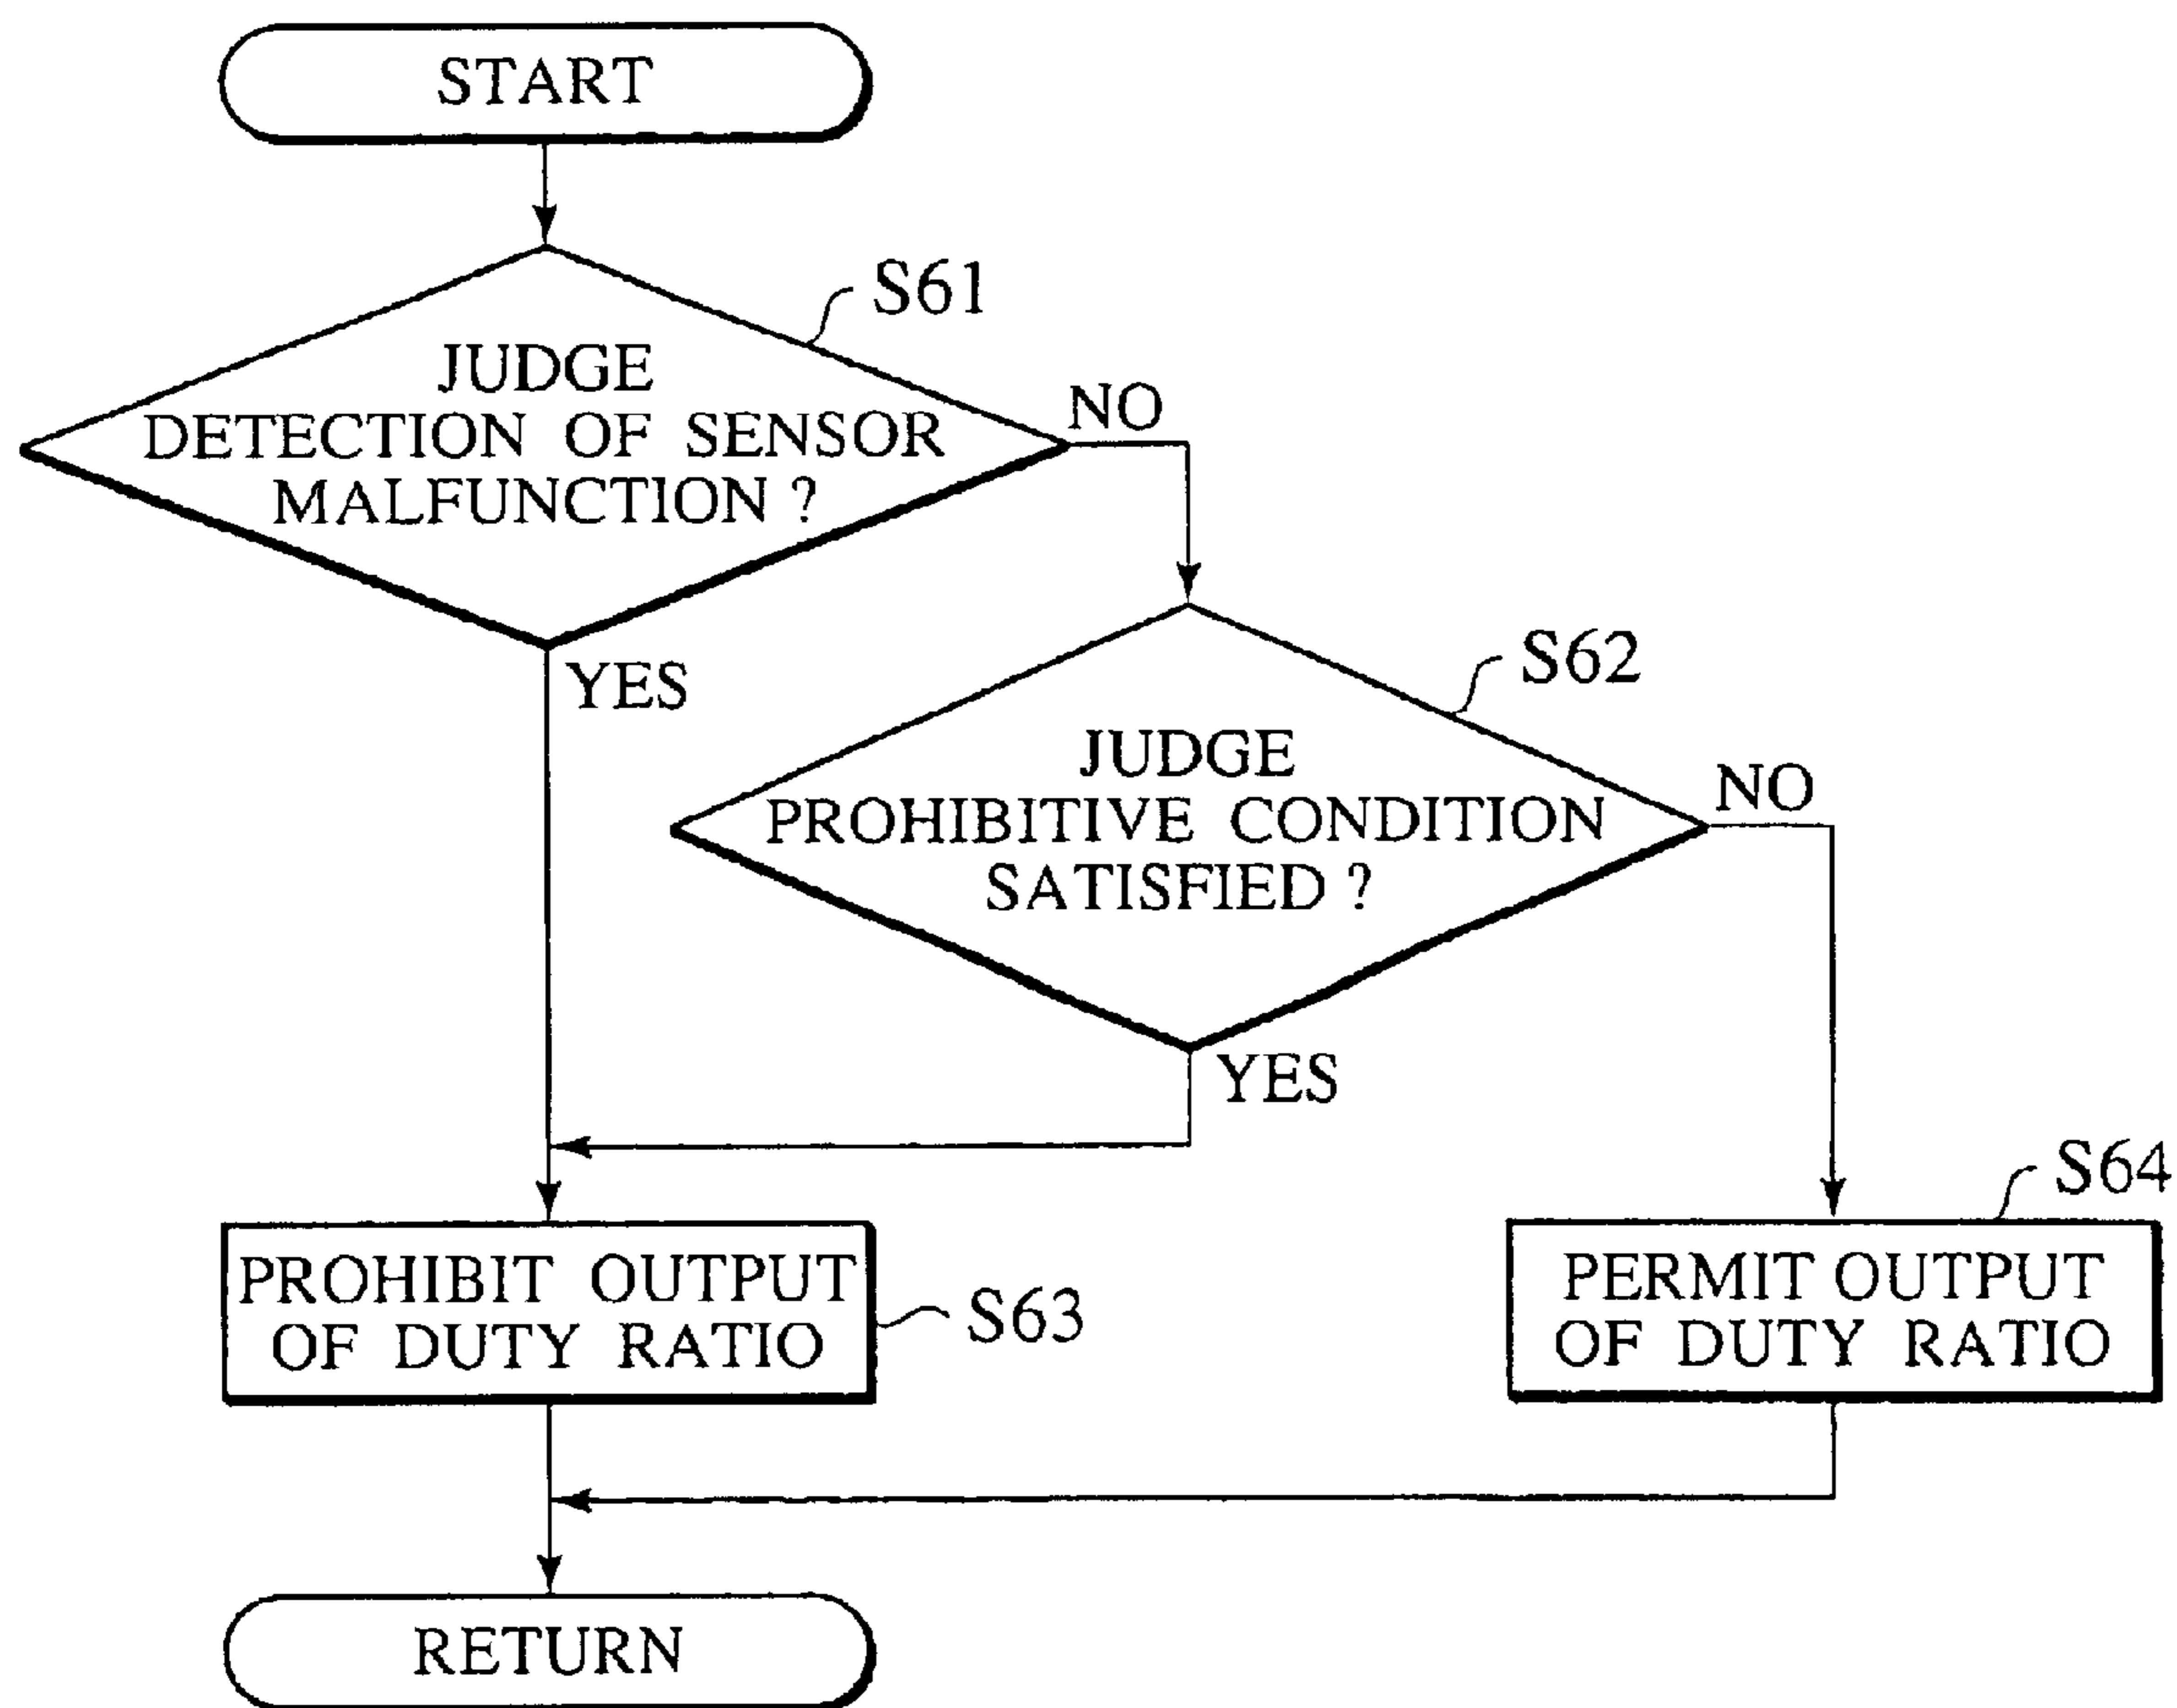 START
S61
JUDGE
DETECTION OF SENSOR
MALFUNCTION ?
NO
YES
S62
JUDGE
PROHIBITIVE CONDITION
SATISFIED ?
NO
YES
S64
PROHIBIT OUTPUT
OF DUTY RATIO
S63
PERMIT OUTPUT
OF DUTY RATIO
RETURN